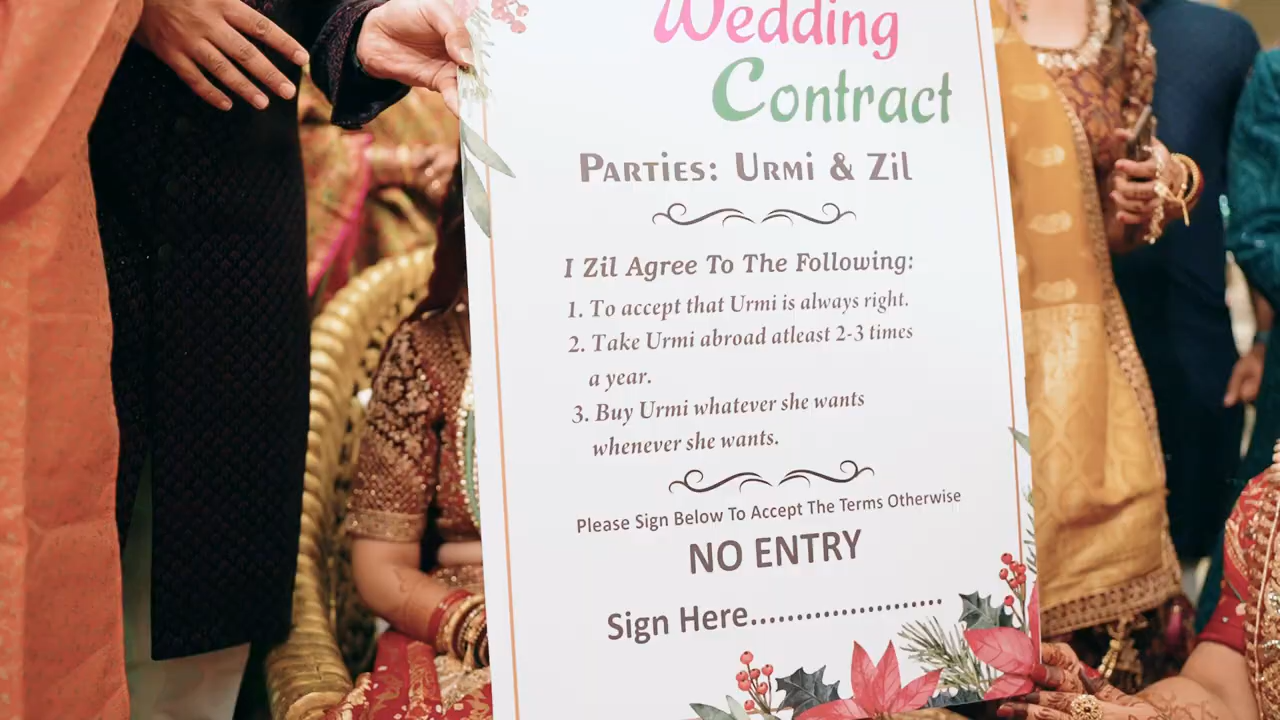 Wedding
Contract
Parties: Urmi & Zil
I Zil Agree To The Following:
1. To accept that Urmi is always right.
2. Take Urmi abroad atleast 2-3 times
a year.
3. Buy Urmi whatever she wants
whenever she wants.
Please Sign Below To Accept The Terms Otherwise
NO ENTRY
Sign Here......................